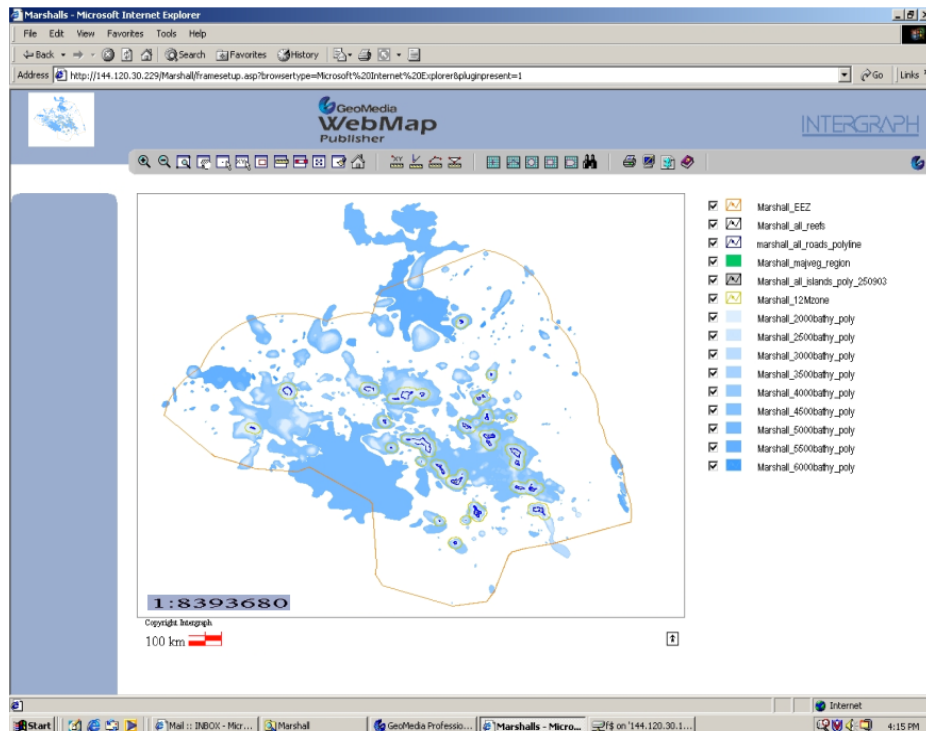 Marshalls - Microsoft Internet Explorer
File Edit View Favorites Tools Help
Back Search Favorites History
Address http://144.120.30.229/Marshall/framesetup.asp?browsertype=Microsoft%20Internet%20Explorer&pluginpresent=1 Go Links
GeoMedia
WebMap
Publisher
INTERGRAPH
Marshall_EEZ
Marshall_all_reefs
marshall_all_roads_polyline
Marshall_majveg_region
Marshall_all_islands_poly_250903
Marshall_12Mzone
Marshall_2000bathy_poly
Marshall_2500bathy_poly
Marshall_3000bathy_poly
Marshall_3500bathy_poly
Marshall_4000bathy_poly
Marshall_4500bathy_poly
Marshall_5000bathy_poly
Marshall_5500bathy_poly
Marshall_6000bathy_poly
1:8393680
Copyright Intergraph
100 km
Internet
Start Mail :: INBOX - Micr... Marshall GeoMedia Professio... Marshalls - Micro... f$ on '144.120.30.1... 4:15 PM